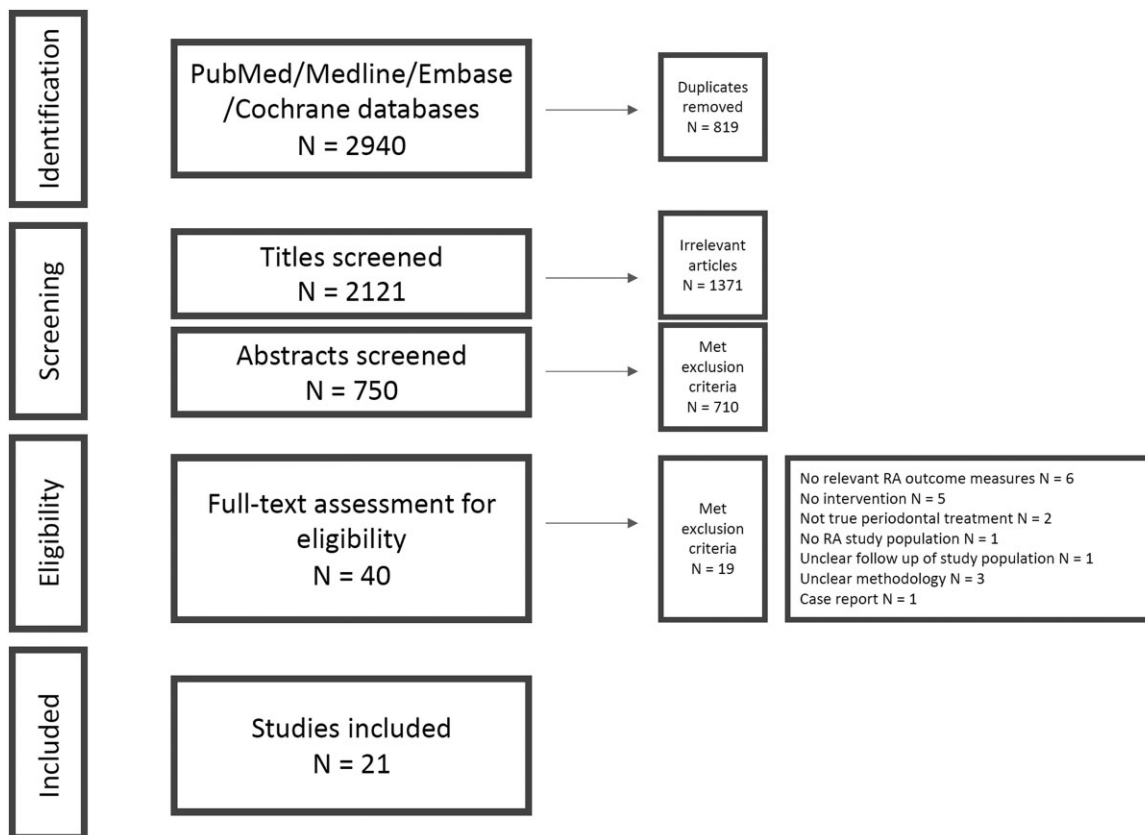 Identification
PubMed/Medline/Embase
/Cochrane databases
N = 2940
Duplicates
removed
N = 819
Screening
Titles screened
N = 2121
Irrelevant
articles
N = 1371
Abstracts screened
N = 750
Met
exclusion
criteria
N = 710
Eligibility
Full-text assessment for
eligibility
N = 40
Met
exclusion
criteria
N = 19
No relevant RA outcome measures N = 6
No intervention N = 5
Not true periodontal treatment N = 2
No RA study population N = 1
Unclear follow up of study population N = 1
Unclear methodology N = 3
Case report N = 1
Included
Studies included
N = 21